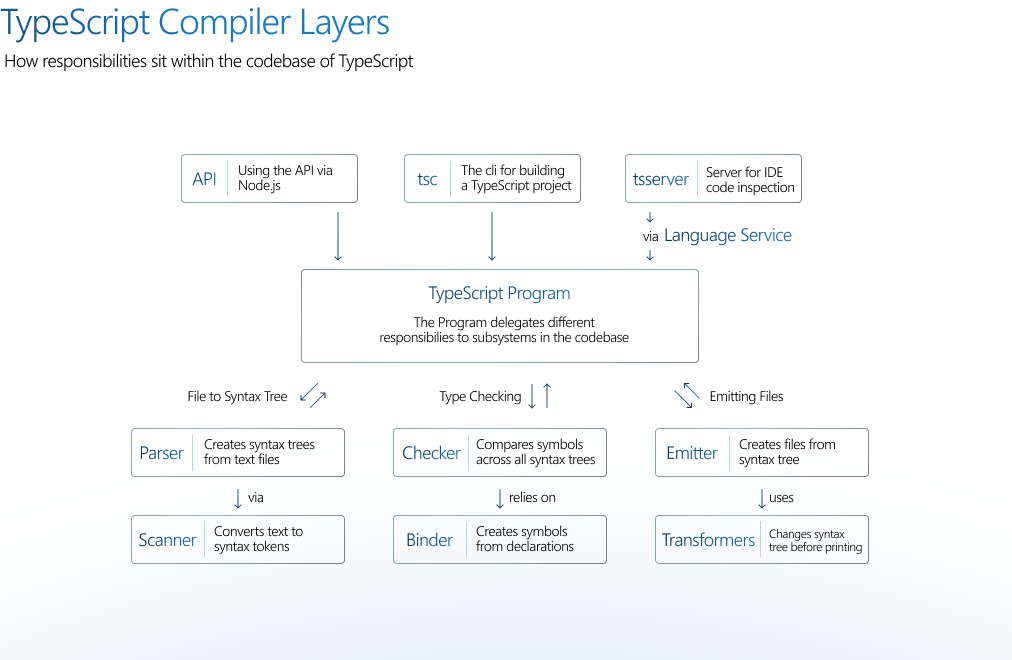 TypeScript Compiler Layers
How responsibilities sit within the codebase of TypeScript
API
Using the API via
Node.js
tsc
The cli for building
a TypeScript project
tsserver
Server for IDE
code inspection
via Language Service
TypeScript Program
The Program delegates different
responsibilies to subsystems in the codebase
File to Syntax Tree
Type Checking
Emitting Files
Parser
Creates syntax trees
from text files
Checker
Compares symbols
across all syntax trees
Emitter
Creates files from
syntax tree
via
relies on
uses
Scanner
Converts text to
syntax tokens
Binder
Creates symbols
from declarations
Transformers
Changes syntax
tree before printing